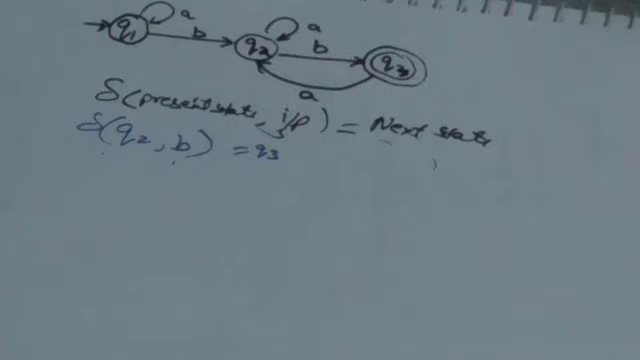 a a
q1 b q2 b q3
a
δ(present state, i/p) = Next state
δ(q2, b) = q3